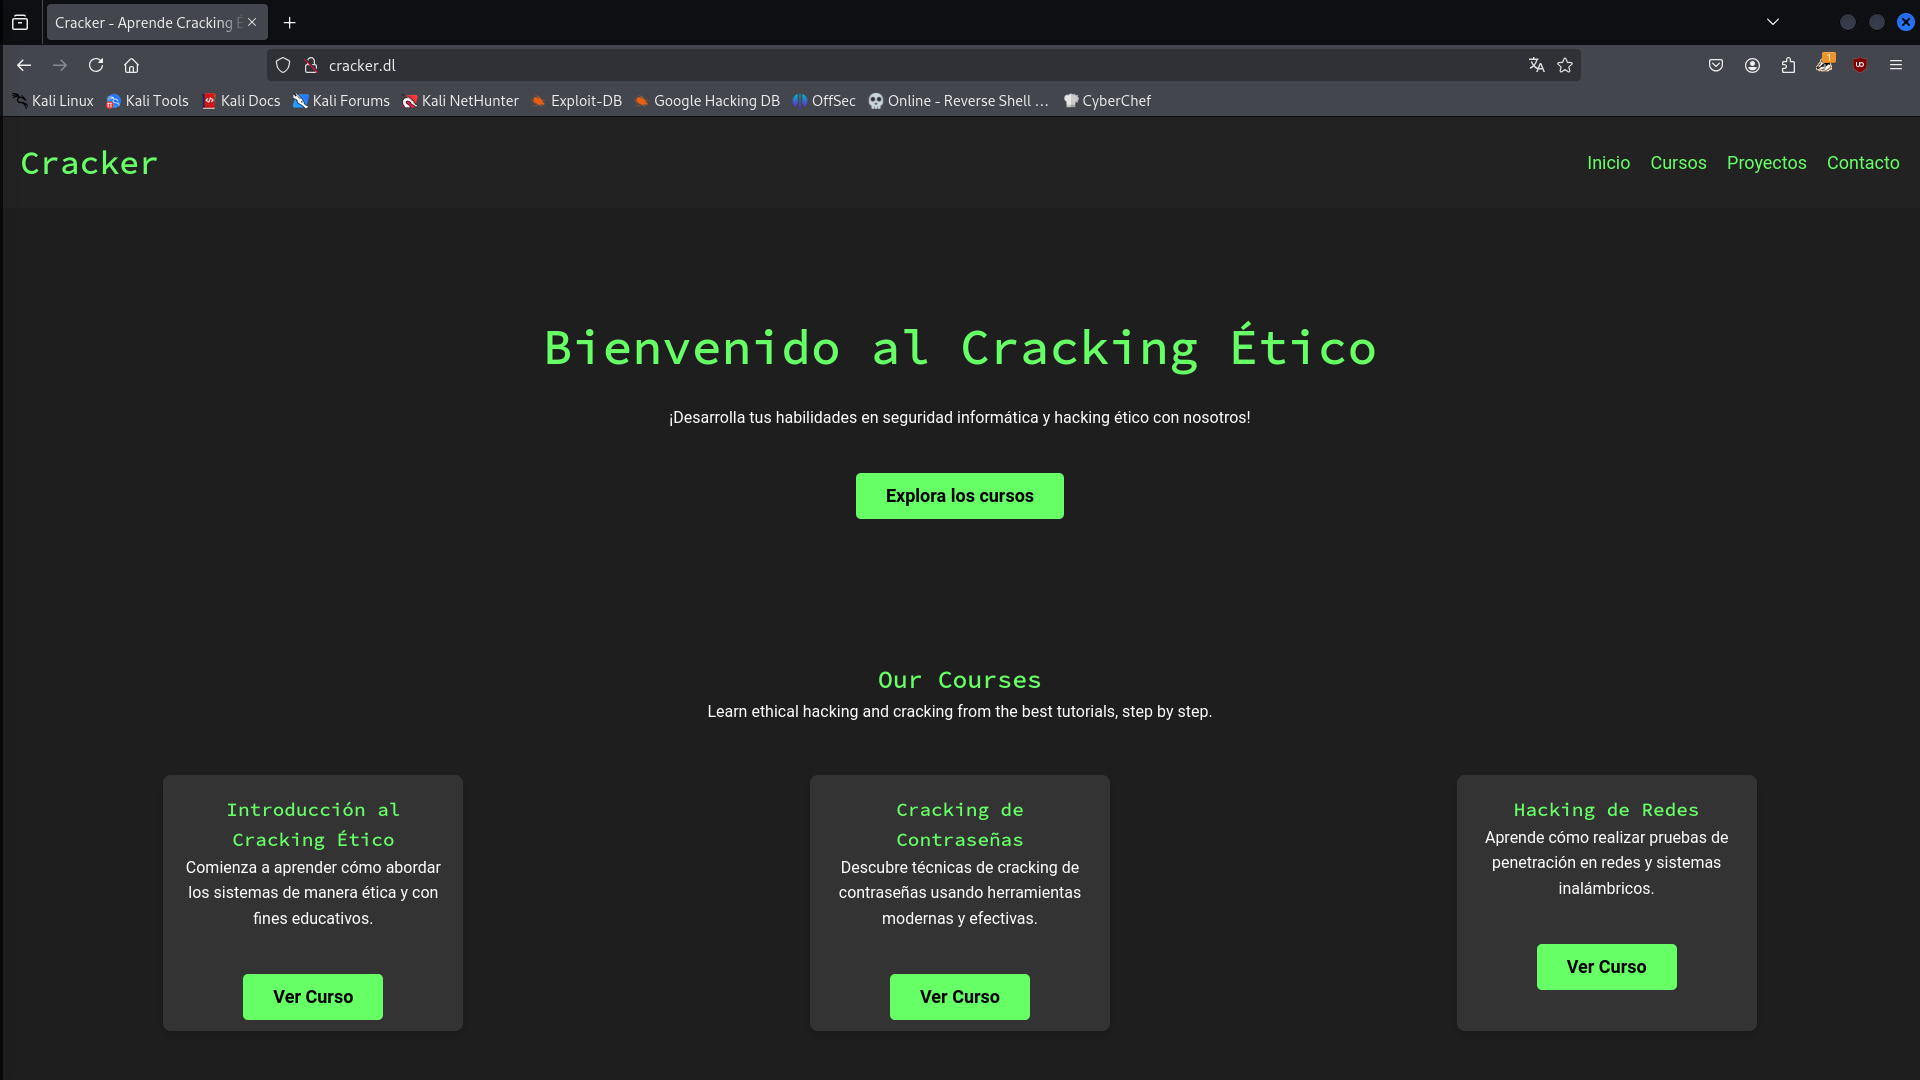 Cracker - Aprende Cracking É
cracker.dl
1
Kali Linux Kali Tools Kali Docs Kali Forums Kali NetHunter Exploit-DB Google Hacking DB OffSec Online - Reverse Shell … CyberChef
Cracker
Inicio Cursos Proyectos Contacto
Bienvenido al Cracking Ético
¡Desarrolla tus habilidades en seguridad informática y hacking ético con nosotros!
Explora los cursos
Our Courses
Learn ethical hacking and cracking from the best tutorials, step by step.
Introducción al
Cracking Ético
Comienza a aprender cómo abordar
los sistemas de manera ética y con
fines educativos.
Ver Curso
Cracking de
Contraseñas
Descubre técnicas de cracking de
contraseñas usando herramientas
modernas y efectivas.
Ver Curso
Hacking de Redes
Aprende cómo realizar pruebas de
penetración en redes y sistemas
inalámbricos.
Ver Curso